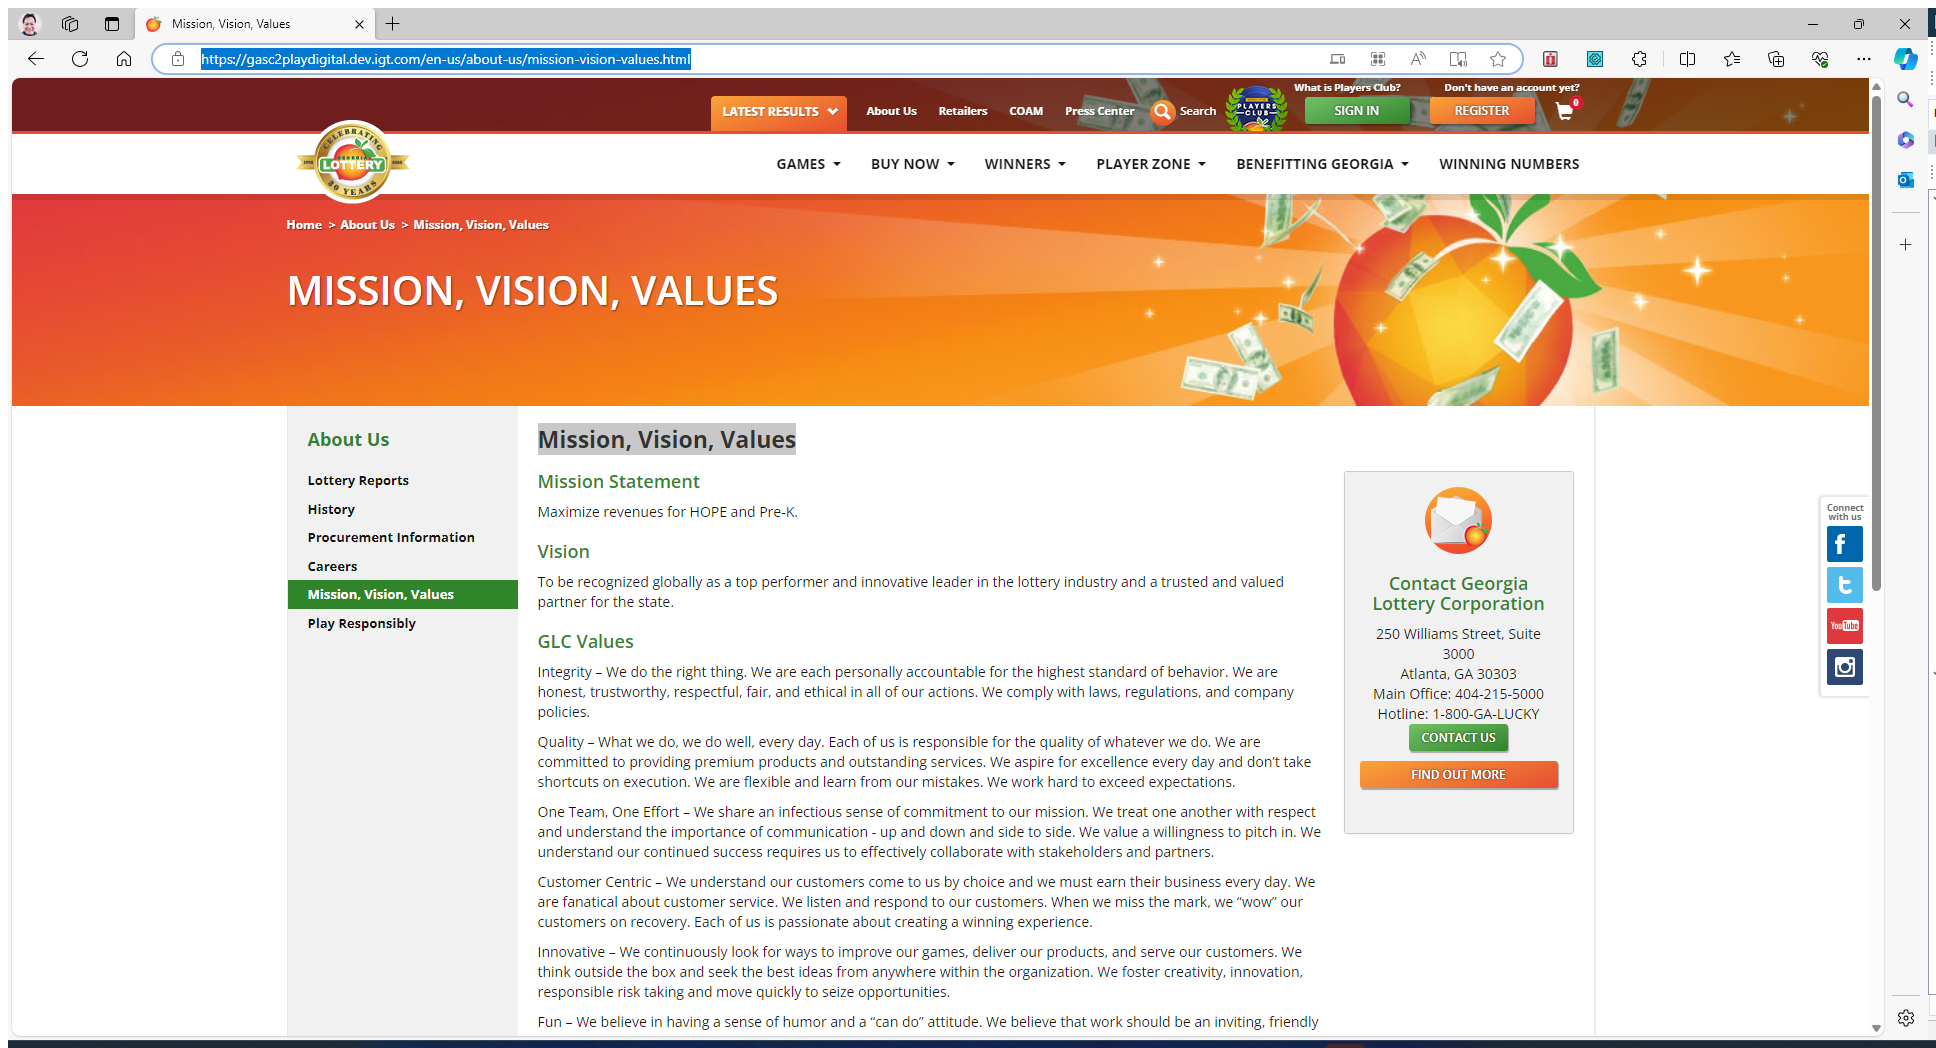 Mission, Vision, Values
https://gasc2playdigital.dev.igt.com/en-us/about-us/mission-vision-values.html
What is Players Club?
Don't have an account yet?
LATEST RESULTS
About Us
Retailers
COAM
Press Center
Search
PLAYERS
CLUB
SIGN IN
REGISTER
0
CELEBRATING
GEORGIA
LOTTERY
30 YEARS
GAMES
BUY NOW
WINNERS
PLAYER ZONE
BENEFITTING GEORGIA
WINNING NUMBERS
Home > About Us > Mission, Vision, Values
MISSION, VISION, VALUES
About Us
Lottery Reports
History
Procurement Information
Careers
Mission, Vision, Values
Play Responsibly
Mission, Vision, Values
Mission Statement
Maximize revenues for HOPE and Pre-K.
Vision
To be recognized globally as a top performer and innovative leader in the lottery industry and a trusted and valued
partner for the state.
GLC Values
Integrity – We do the right thing. We are each personally accountable for the highest standard of behavior. We are
honest, trustworthy, respectful, fair, and ethical in all of our actions. We comply with laws, regulations, and company
policies.
Quality – What we do, we do well, every day. Each of us is responsible for the quality of whatever we do. We are
committed to providing premium products and outstanding services. We aspire for excellence every day and don’t take
shortcuts on execution. We are flexible and learn from our mistakes. We work hard to exceed expectations.
One Team, One Effort – We share an infectious sense of commitment to our mission. We treat one another with respect
and understand the importance of communication - up and down and side to side. We value a willingness to pitch in. We
understand our continued success requires us to effectively collaborate with stakeholders and partners.
Customer Centric – We understand our customers come to us by choice and we must earn their business every day. We
are fanatical about customer service. We listen and respond to our customers. When we miss the mark, we “wow” our
customers on recovery. Each of us is passionate about creating a winning experience.
Innovative – We continuously look for ways to improve our games, deliver our products, and serve our customers. We
think outside the box and seek the best ideas from anywhere within the organization. We foster creativity, innovation,
responsible risk taking and move quickly to seize opportunities.
Fun – We believe in having a sense of humor and a “can do” attitude. We believe that work should be an inviting, friendly
Contact Georgia
Lottery Corporation
250 Williams Street, Suite
3000
Atlanta, GA 30303
Main Office: 404-215-5000
Hotline: 1-800-GA-LUCKY
CONTACT US
FIND OUT MORE
Connect
with us
You Tube